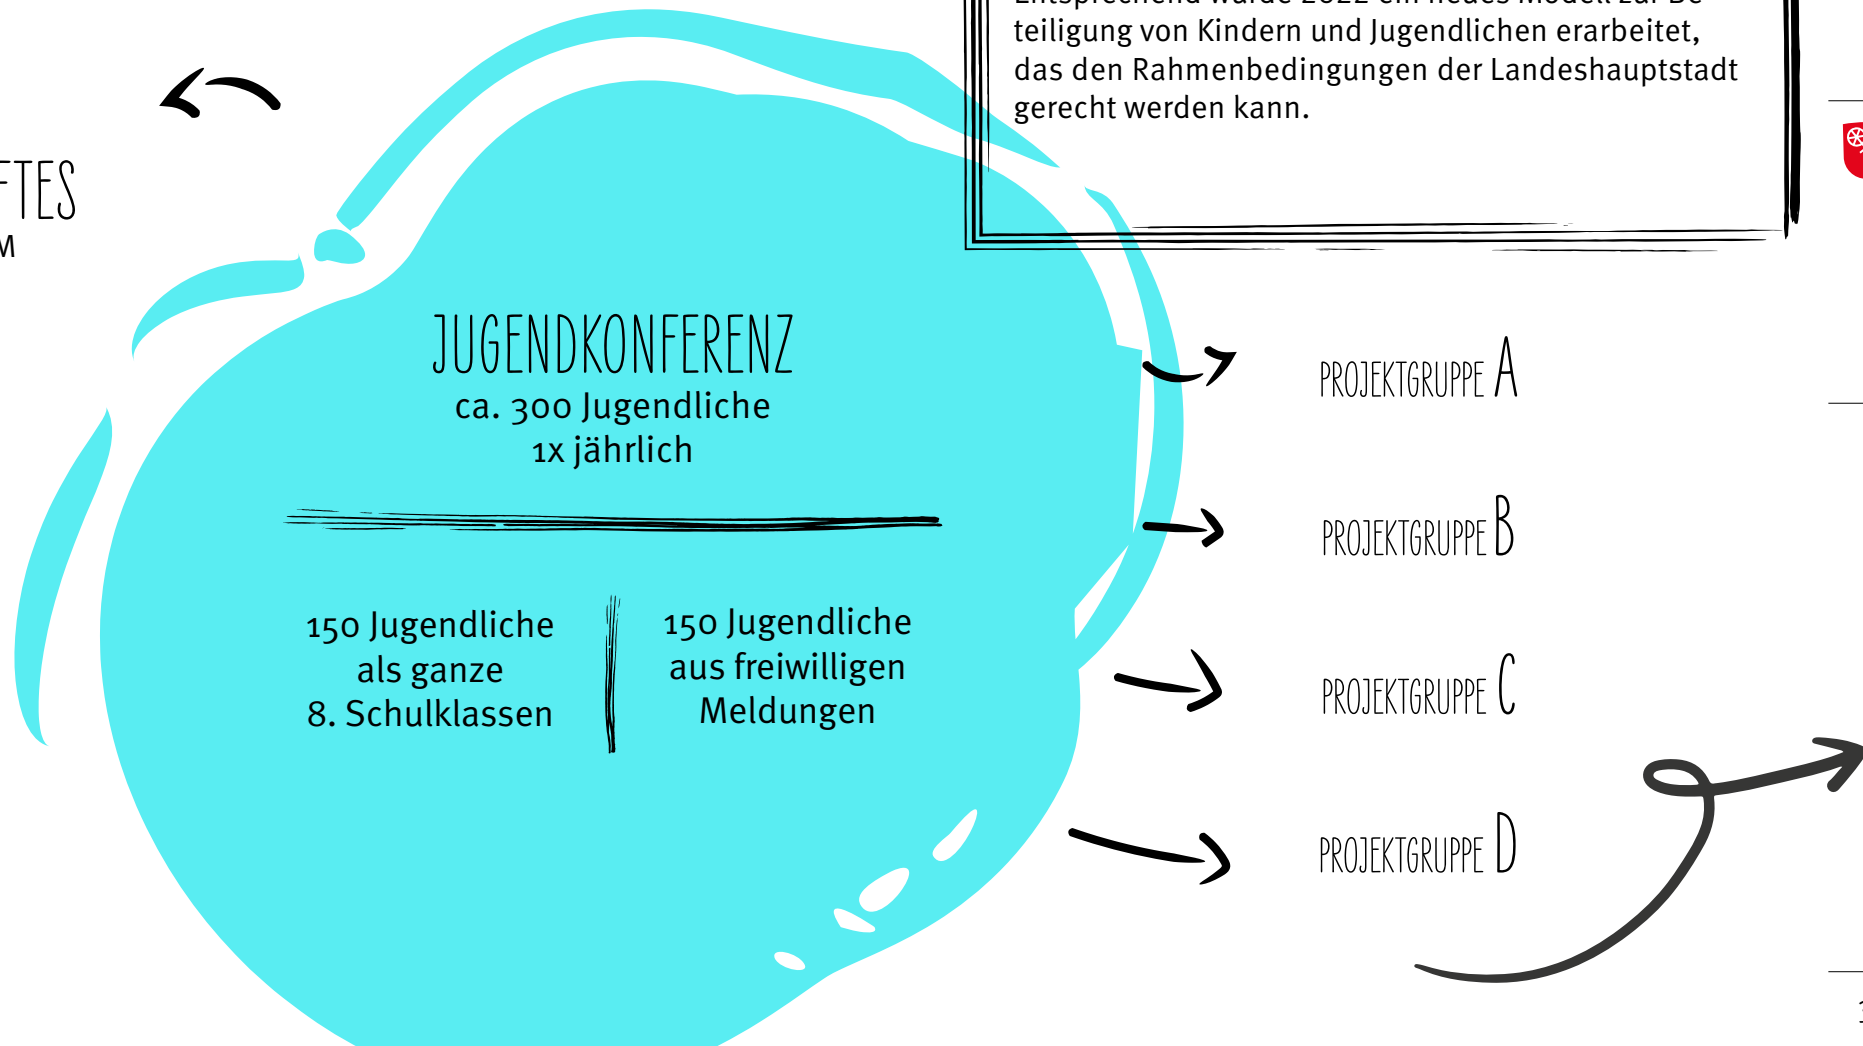 teiligung von Kindern und Jugendlichen erarbeitet,
das den Rahmenbedingungen der Landeshauptstadt
gerecht werden kann.
FTES
M
JUGENDKONFERENZ
ca. 300 Jugendliche
1x jährlich
150 Jugendliche
als ganze
8. Schulklassen
150 Jugendliche
aus freiwilligen
Meldungen
PROJEKTGRUPPE A
PROJEKTGRUPPE B
PROJEKTGRUPPE C
PROJEKTGRUPPE D